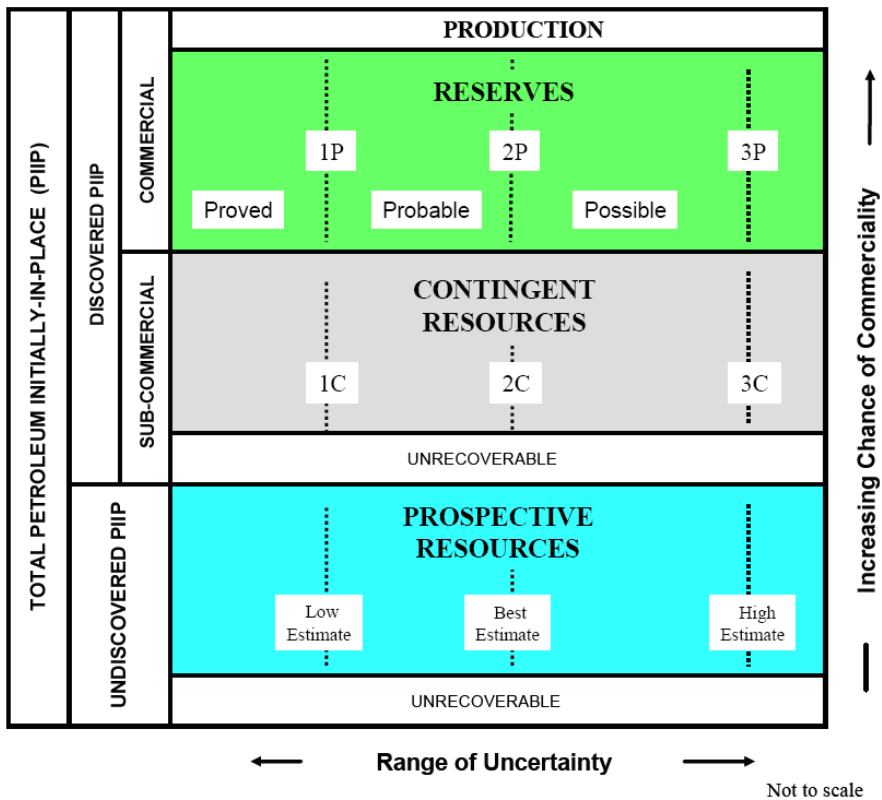 TOTAL PETROLEUM INITIALLY-IN-PLACE (PIIP)
DISCOVERED PIIP
UNDISCOVERED PIIP
COMMERCIAL
SUB-COMMERCIAL
PRODUCTION
RESERVES
1P
2P
3P
Proved
Probable
Possible
CONTINGENT
RESOURCES
1C
2C
3C
UNRECOVERABLE
PROSPECTIVE
RESOURCES
Low
Estimate
Best
Estimate
High
Estimate
UNRECOVERABLE
Increasing Chance of Commerciality
Range of Uncertainty
Not to scale